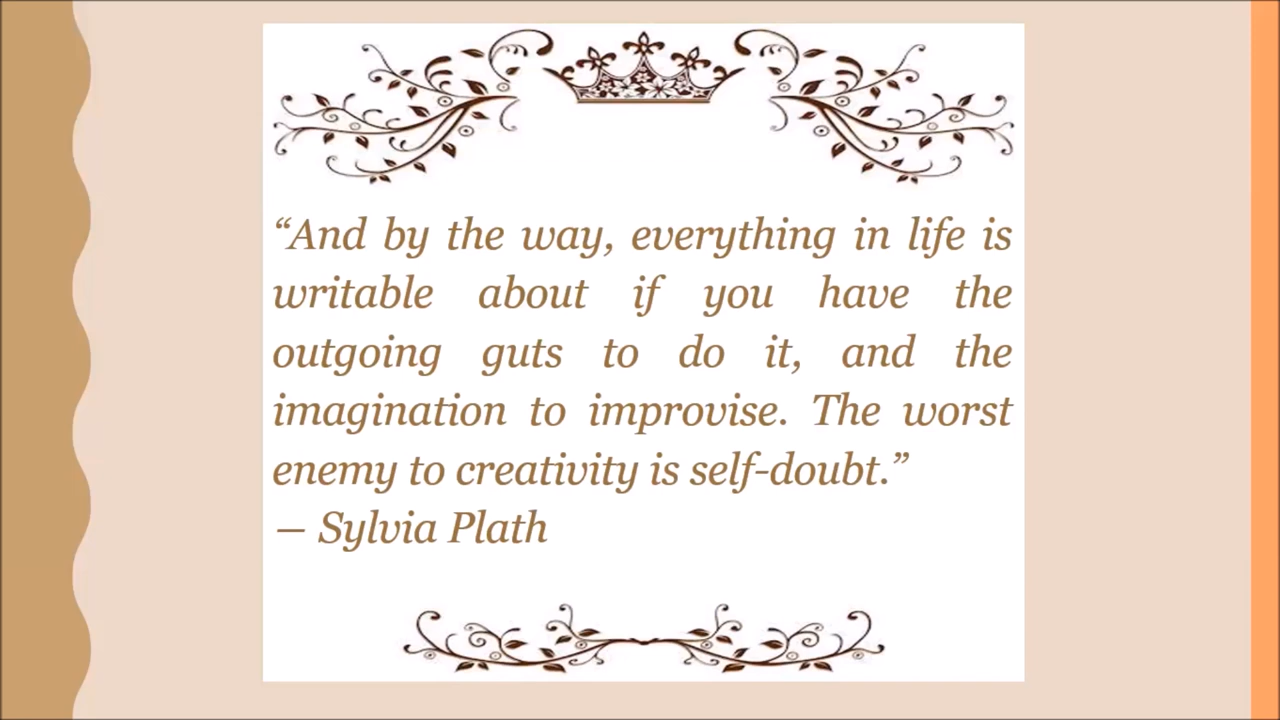 “And by the way, everything in life is
writable about if you have the
outgoing guts to do it, and the
imagination to improvise. The worst
enemy to creativity is self-doubt.”
― Sylvia Plath